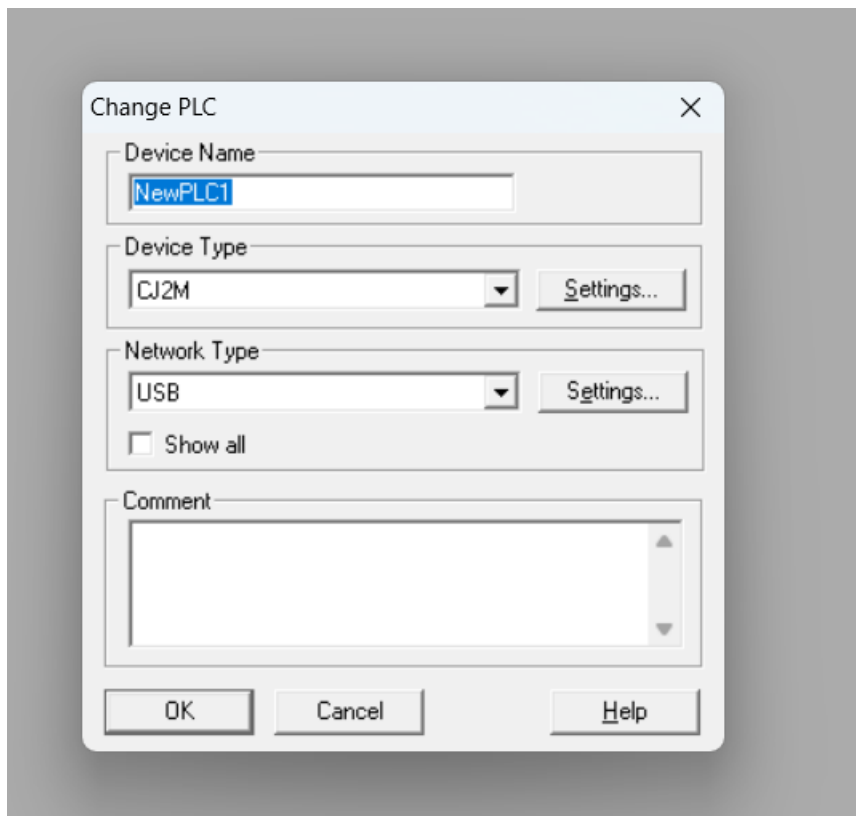 Change PLC
Device Name
NewPLC1
Device Type
CJ2M
Settings...
Network Type
USB
Settings...
Show all
Comment
OK
Cancel
Help